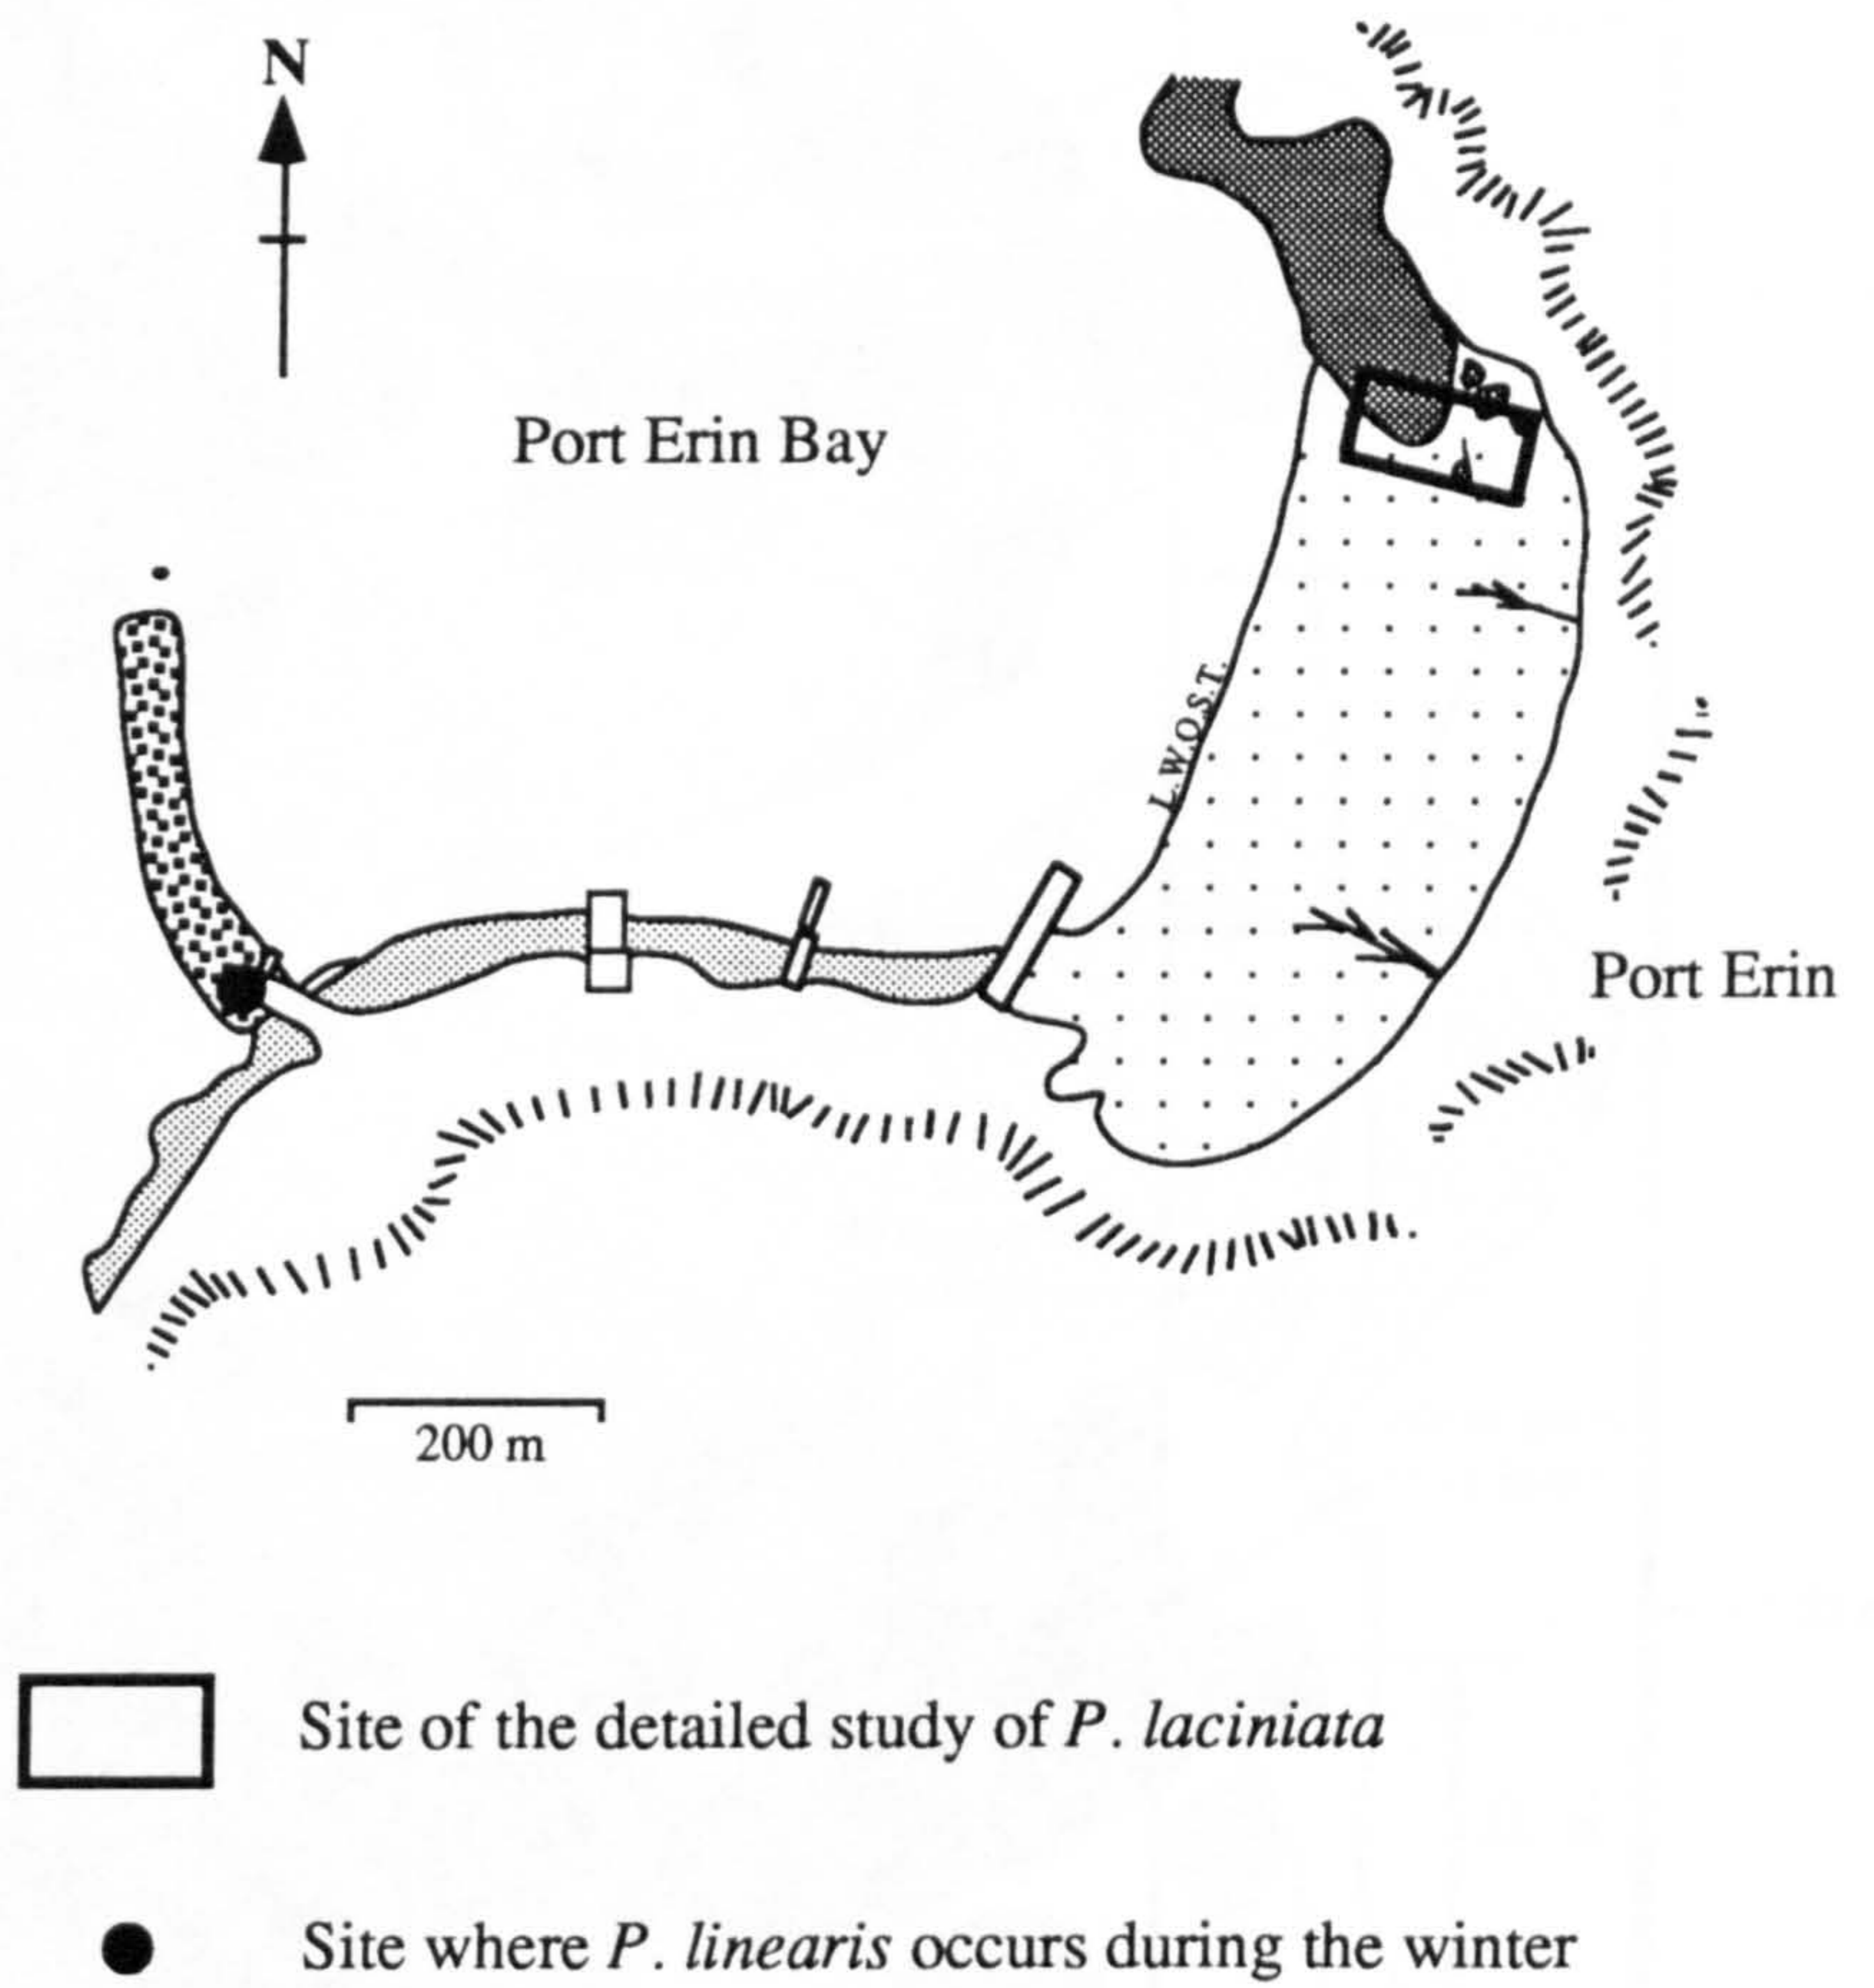 N
Port Erin Bay
L.W.O.S.T.
Port Erin
200 m
Site of the detailed study of P. laciniata
Site where P. linearis occurs during the winter